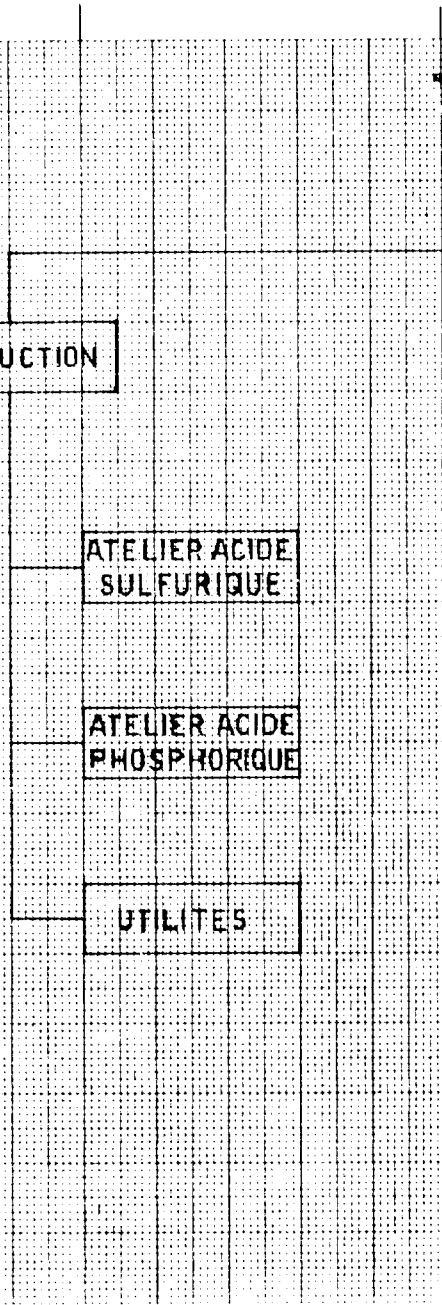 UCTION
ATELIER ACIDE
SULFURIQUE
ATELIER ACIDE
PHOSPHORIQUE
UTILITES